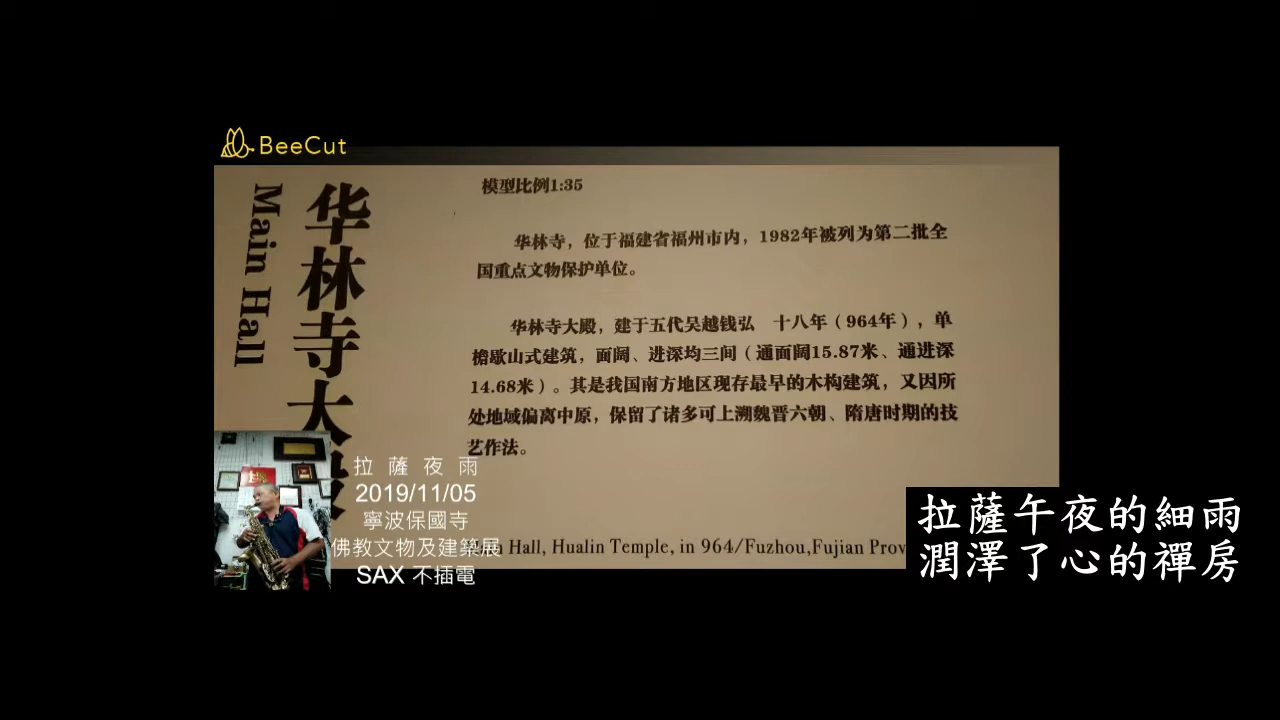 BeeCut
华林寺大
Main Hall
模型比例1:35
华林寺，位于福建省福州市内，1982年被列为第二批全
国重点文物保护单位。
华林寺大殿，建于五代吴越钱弘 十八年（964年），单
檐歇山式建筑，面阔、进深均三间（通面阔15.87米、通进深
14.68米）。其是我国南方地区现存最早的木构建筑，又因所
处地域偏离中原，保留了诸多可上溯魏晋六朝、隋唐时期的技
艺作法。
Hall, Hualin Temple, in 964/Fuzhou,Fujian Prov
拉薩夜雨
2019/11/05
寧波保國寺
佛教文物及建築展
SAX 不插電
拉薩午夜的細雨
潤澤了心的禪房